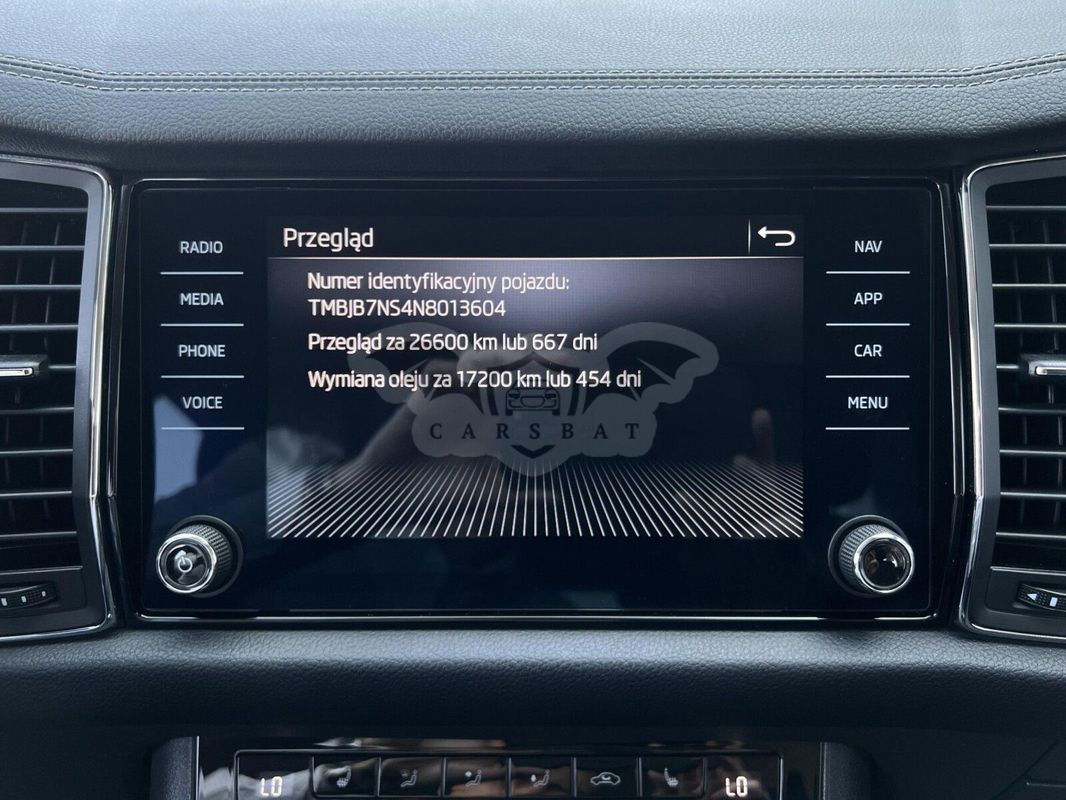 Przegląd
RADIO
NAV
Numer identyfikacyjny pojazdu:
MEDIA
TMBJB7NS4N8013604
APP
Przegląd za 26600 km lub 667 dni
PHONE
CAR
Wymiana oleju za 17200 km lub 454 dni
VOICE
MENU
CARSBAT
LO
LO